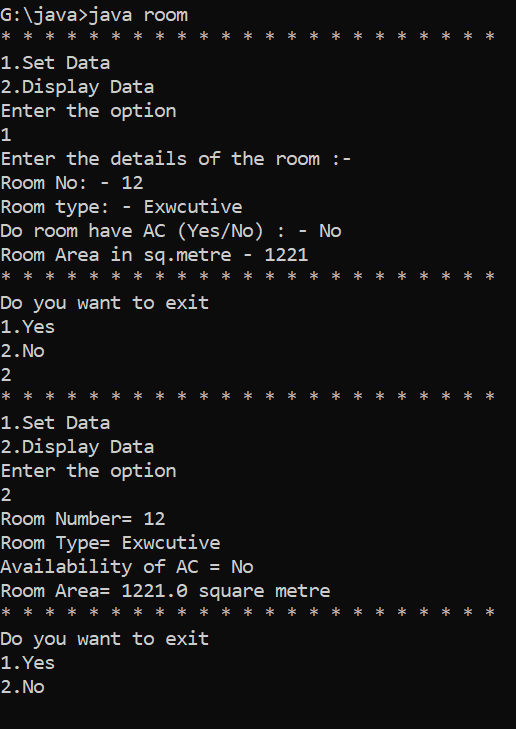 G:\java>java room
* * * * * * * * * * * * * * * * * * * * * * *
1.Set Data
2.Display Data
Enter the option
1
Enter the details of the room :-
Room No: - 12
Room type: - Exwcutive
Do room have AC (Yes/No) : - No
Room Area in sq.metre - 1221
* * * * * * * * * * * * * * * * * * * * * * *
Do you want to exit
1.Yes
2.No
2
* * * * * * * * * * * * * * * * * * * * * * *
1.Set Data
2.Display Data
Enter the option
2
Room Number= 12
Room Type= Exwcutive
Availability of AC = No
Room Area= 1221.0 square metre
* * * * * * * * * * * * * * * * * * * * * * *
Do you want to exit
1.Yes
2.No